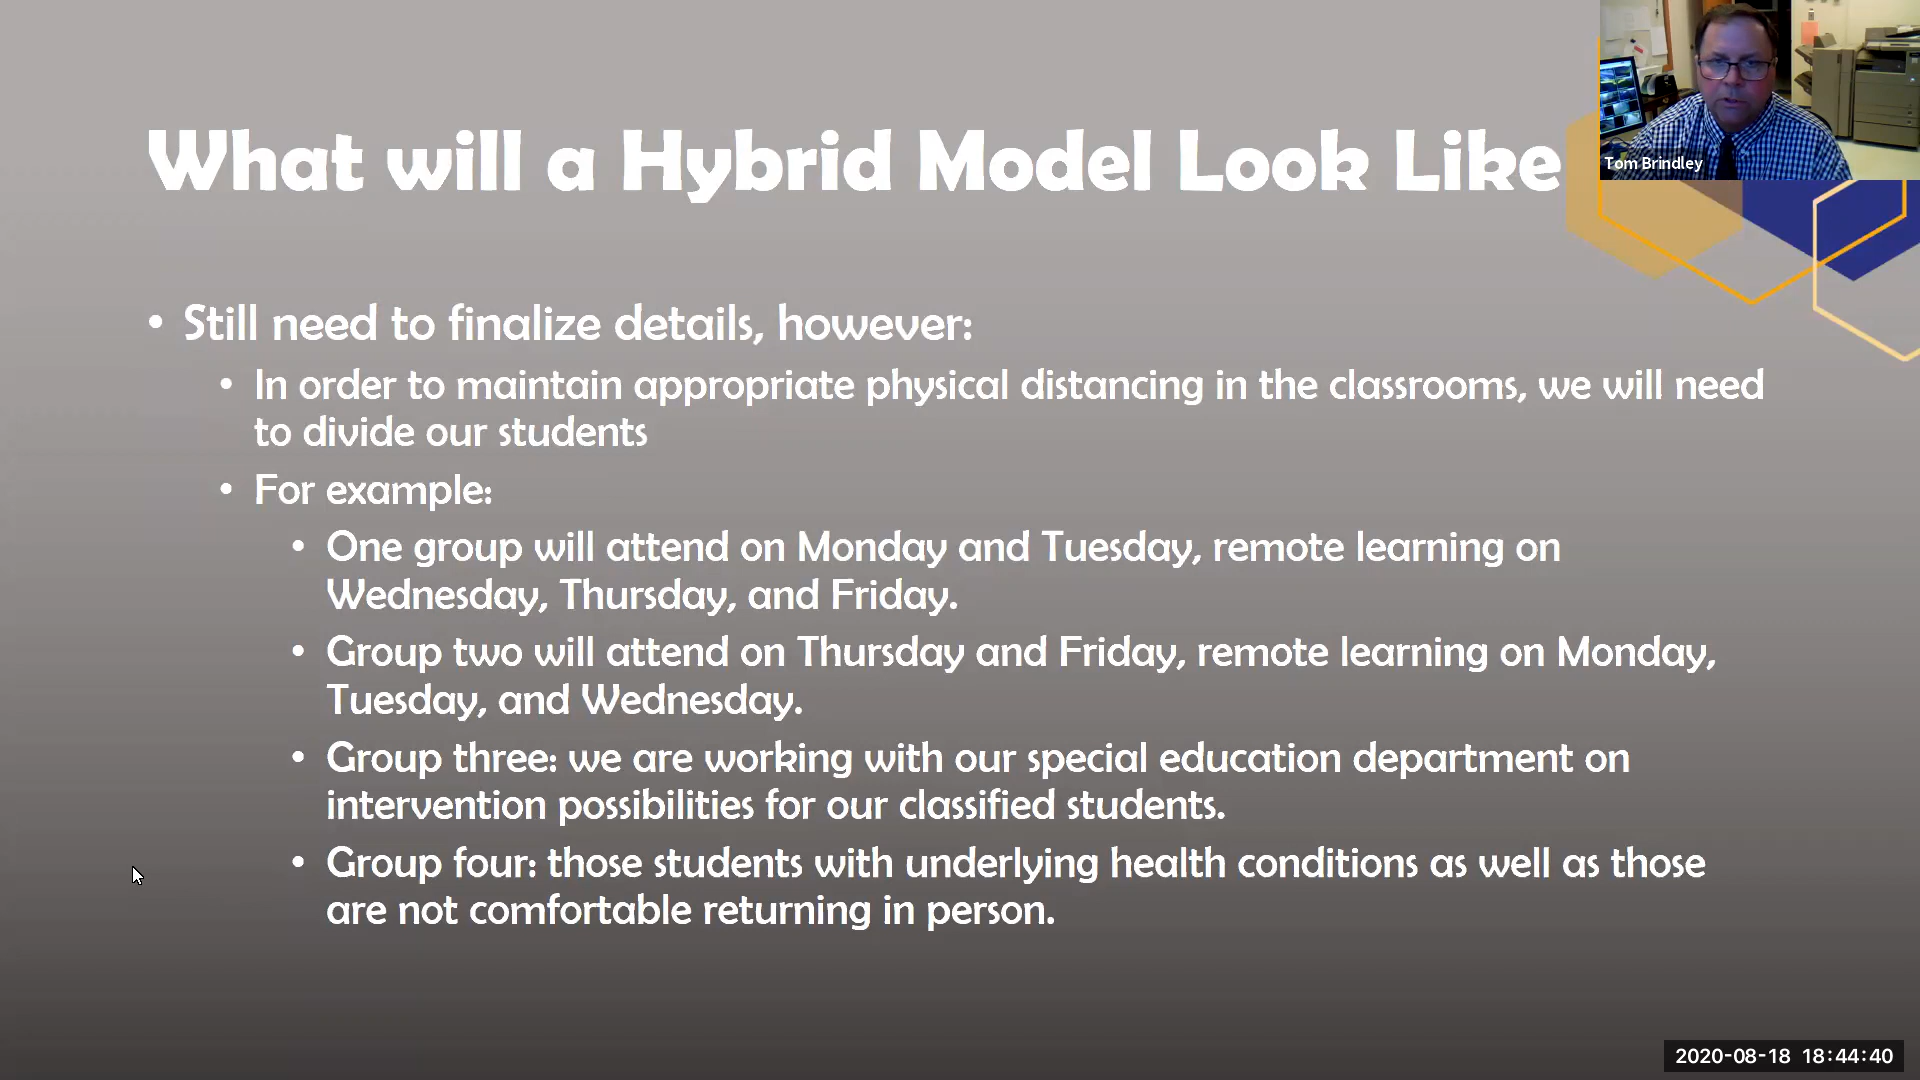 What will a Hybrid Model Look Like
Tom Brindley
• Still need to finalize details, however:
• In order to maintain appropriate physical distancing in the classrooms, we will need
to divide our students
• For example:
• One group will attend on Monday and Tuesday, remote learning on
Wednesday, Thursday, and Friday.
• Group two will attend on Thursday and Friday, remote learning on Monday,
Tuesday, and Wednesday.
• Group three: we are working with our special education department on
intervention possibilities for our classified students.
• Group four: those students with underlying health conditions as well as those
are not comfortable returning in person.
2020-08-18 18:44:40